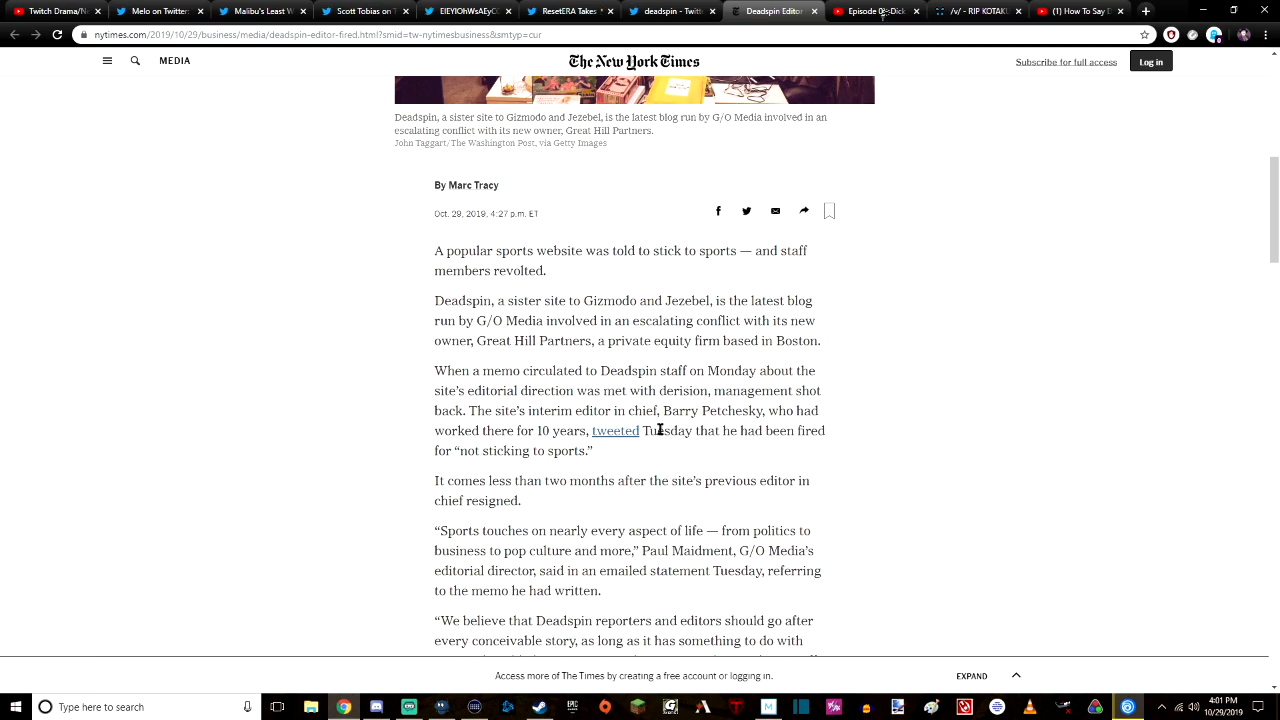 Twitch Drama/Ne
Malibu's Least W
Scott Tobias on
ElEYIOWsAEyC
Deadspin Takes
Deadspin Editor
Episode 05-Dick
/v/ - RIP KOTAKU
(1) How To Say D
nytimes.com/2019/10/29/business/media/deadspin-editor-fired.html?smid=tw-nytimesbusiness&smtyp=cur
MEDIA
The New York Times
Subscribe for full access
Log in
Deadspin, a sister site to Gizmodo and Jezebel, is the latest blog run by G/O Media involved in an
escalating conflict with its new owner, Great Hill Partners.
John Taggart/The Washington Post, via Getty Images
By Marc Tracy
Oct. 29, 2019, 4:27 p.m. ET
A popular sports website was told to stick to sports — and staff
members revolted.
Deadspin, a sister site to Gizmodo and Jezebel, is the latest blog
run by G/O Media involved in an escalating conflict with its new
owner, Great Hill Partners, a private equity firm based in Boston.
When a memo circulated to Deadspin staff on Monday about the
site's editorial direction was met with derision, management shot
back. The site's interim editor in chief, Barry Petchesky, who had
worked there for 10 years, tweeted Tuesday that he had been fired
for “not sticking to sports.”
It comes less than two months after the site's previous editor in
chief resigned.
“Sports touches on nearly every aspect of life — from politics to
business to pop culture and more,” Paul Maidment, G/O Media's
editorial director, said in an emailed statement Tuesday, referring
to the memo he had written.
“We believe that Deadspin reporters and editors should go after
every conceivable story, as long as it has something to do with
Access more of The Times by creating a free account or logging in.
EXPAND
Type here to search
4:01 PM
10/29/2019